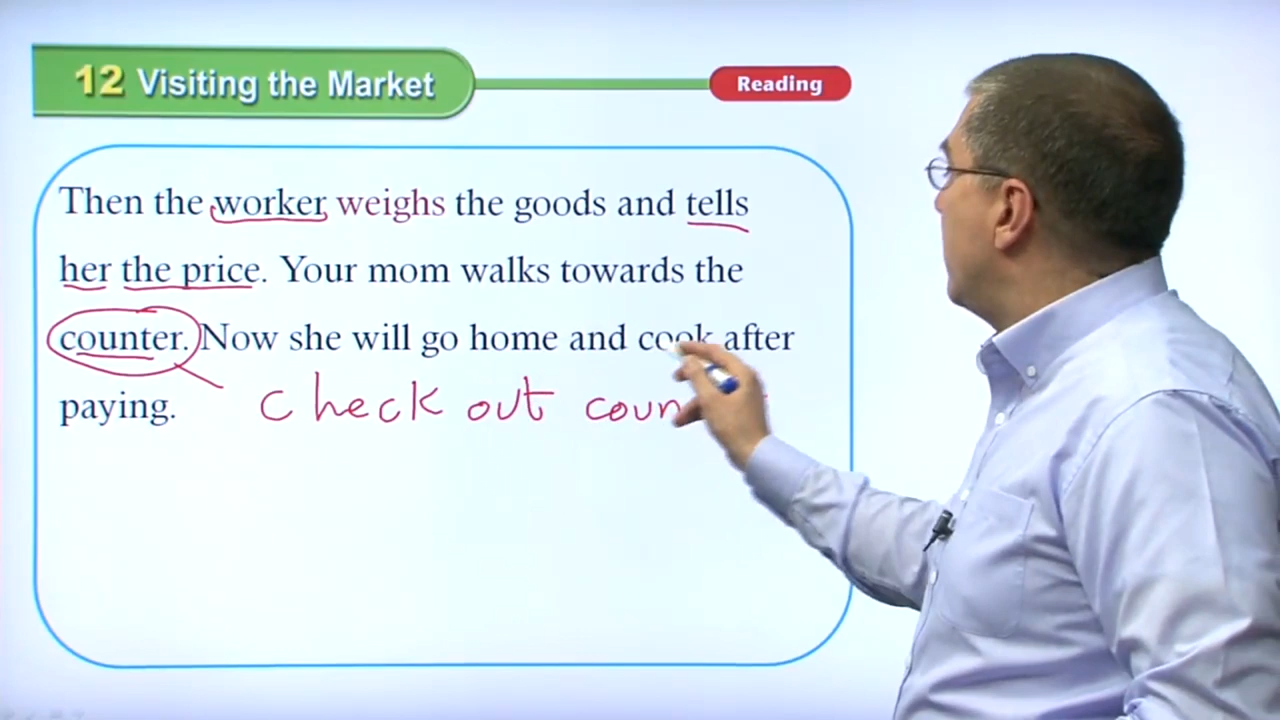 12 Visiting the Market
Reading
Then the worker weighs the goods and tells
her the price. Your mom walks towards the
counter. Now she will go home and cook after
paying.
check out